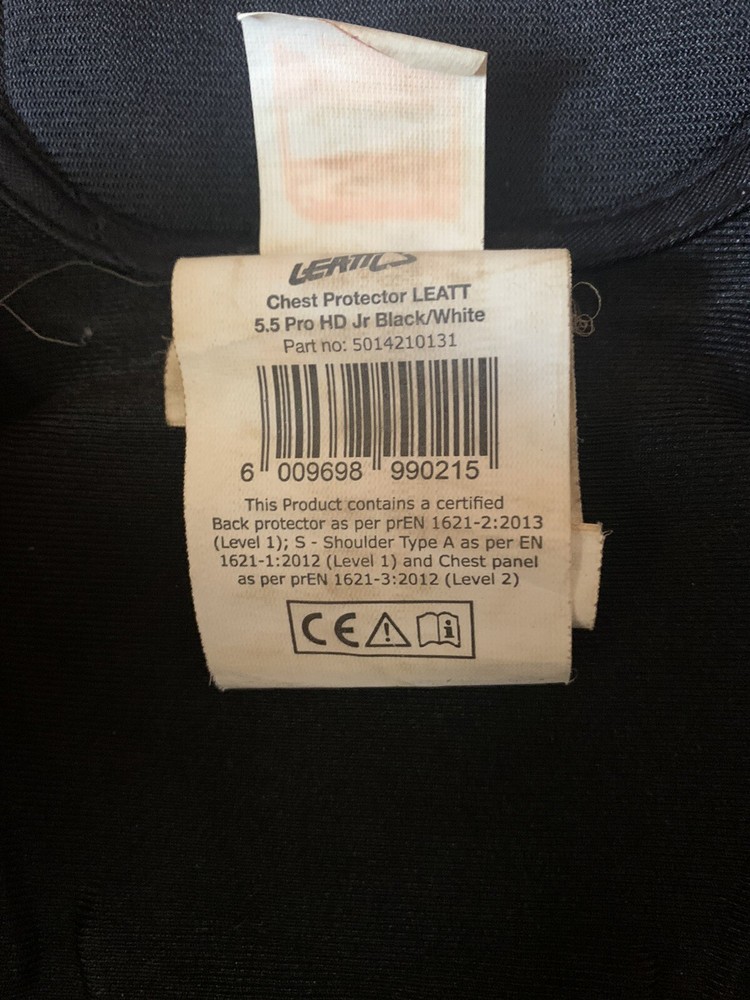 LEATT
Chest Protector LEATT
5.5 Pro HD Jr Black/White
Part no: 5014210131
6 009698 990215
This Product contains a certified
Back protector as per prEN 1621-2:2013
(Level 1); S - Shoulder Type A as per EN
1621-1:2012 (Level 1) and Chest panel
as per prEN 1621-3:2012 (Level 2)
CE